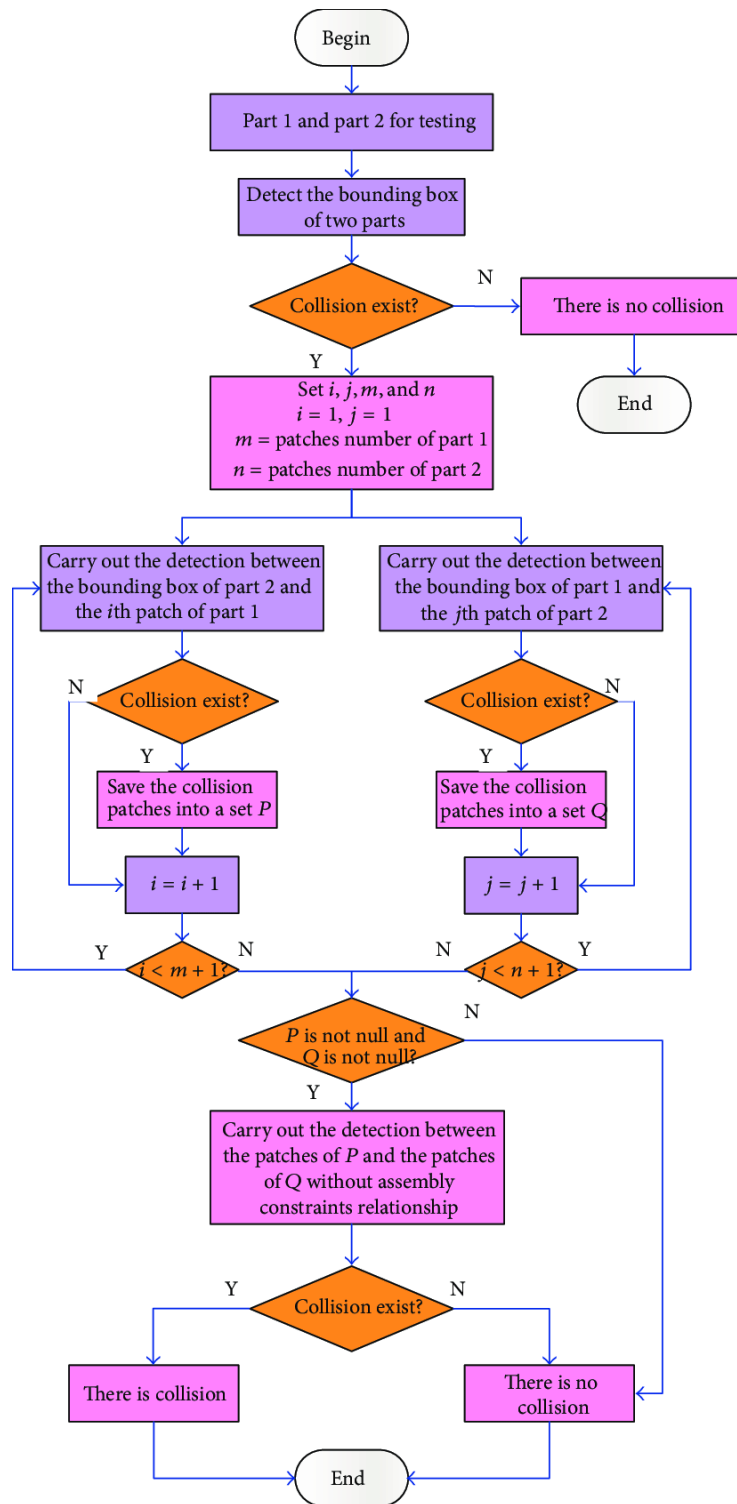 Begin
Part 1 and part 2 for testing
Detect the bounding box
of two parts
Collision exist?
N
There is no collision
End
Y
Set i, j, m, and n
i = 1, j = 1
m = patches number of part 1
n = patches number of part 2
Carry out the detection between
the bounding box of part 2 and
the ith patch of part 1
Carry out the detection between
the bounding box of part 1 and
the jth patch of part 2
N
Collision exist?
Collision exist?
N
Y
Y
Save the collision
patches into a set P
Save the collision
patches into a set Q
i = i + 1
j = j + 1
Y
i < m + 1?
N
N
j < n + 1?
Y
P is not null and
Q is not null?
N
Y
Carry out the detection between
the patches of P and the patches
of Q without assembly
constraints relationship
Y
Collision exist?
N
There is collision
There is no
collision
End